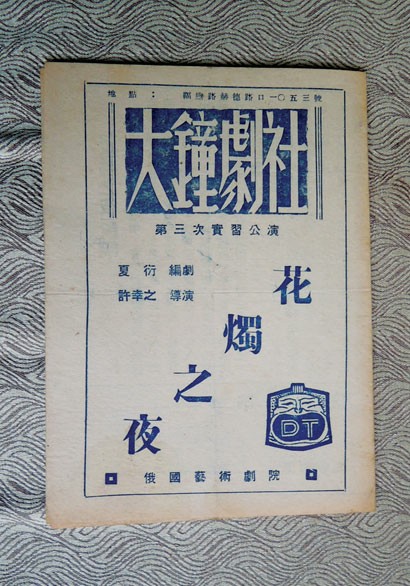 地點：福煦路赫德路口一〇五三號
大鐘劇社
第三次實習公演
夏衍 編劇
許幸之 導演
花燭之夜
DT
俄國藝術劇院